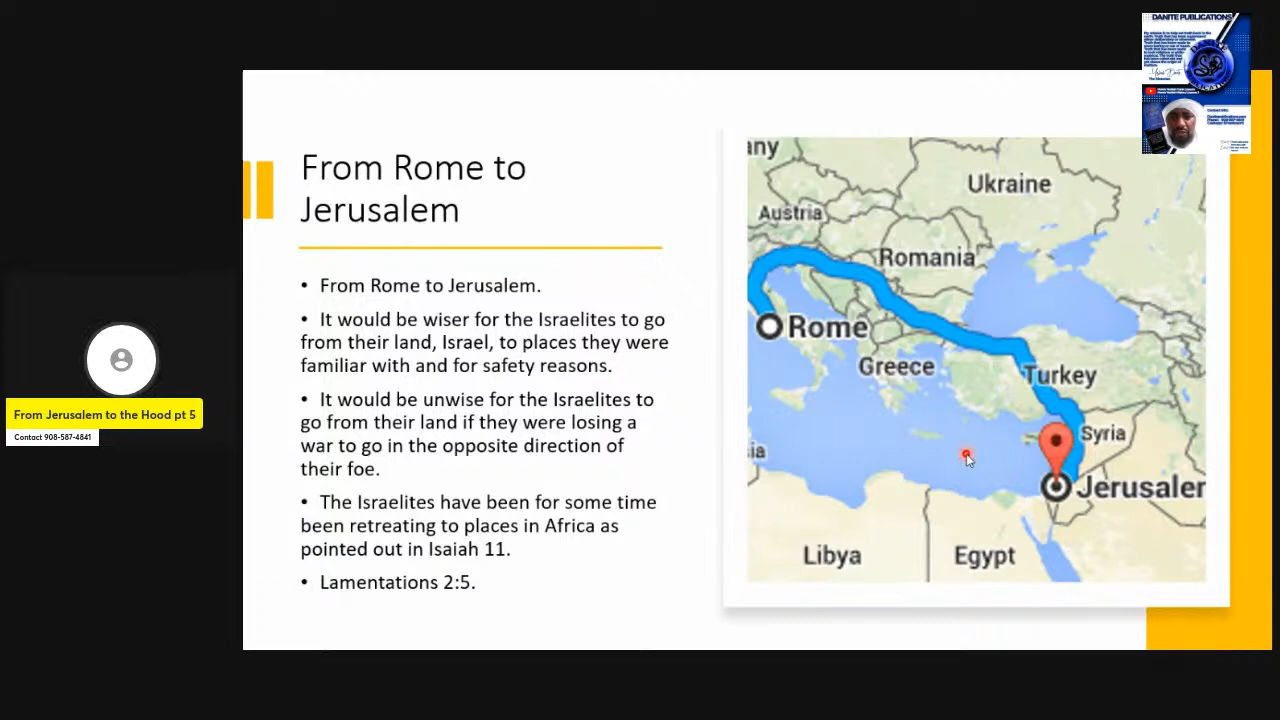 DANITE PUBLICATIONS
From Rome to
Jerusalem
• From Rome to Jerusalem.
• It would be wiser for the Israelites to go
from their land, Israel, to places they were
familiar with and for safety reasons.
• It would be unwise for the Israelites to
go from their land if they were losing a
war to go in the opposite direction of
their foe.
• The Israelites have been for some time
been retreating to places in Africa as
pointed out in Isaiah 11.
• Lamentations 2:5.
any
Ukraine
Austria
Romania
Rome
Greece
Turkey
Syria
ia
Jerusaler
Libya
Egypt
From Jerusalem to the Hood pt 5
Contact 908-587-4841